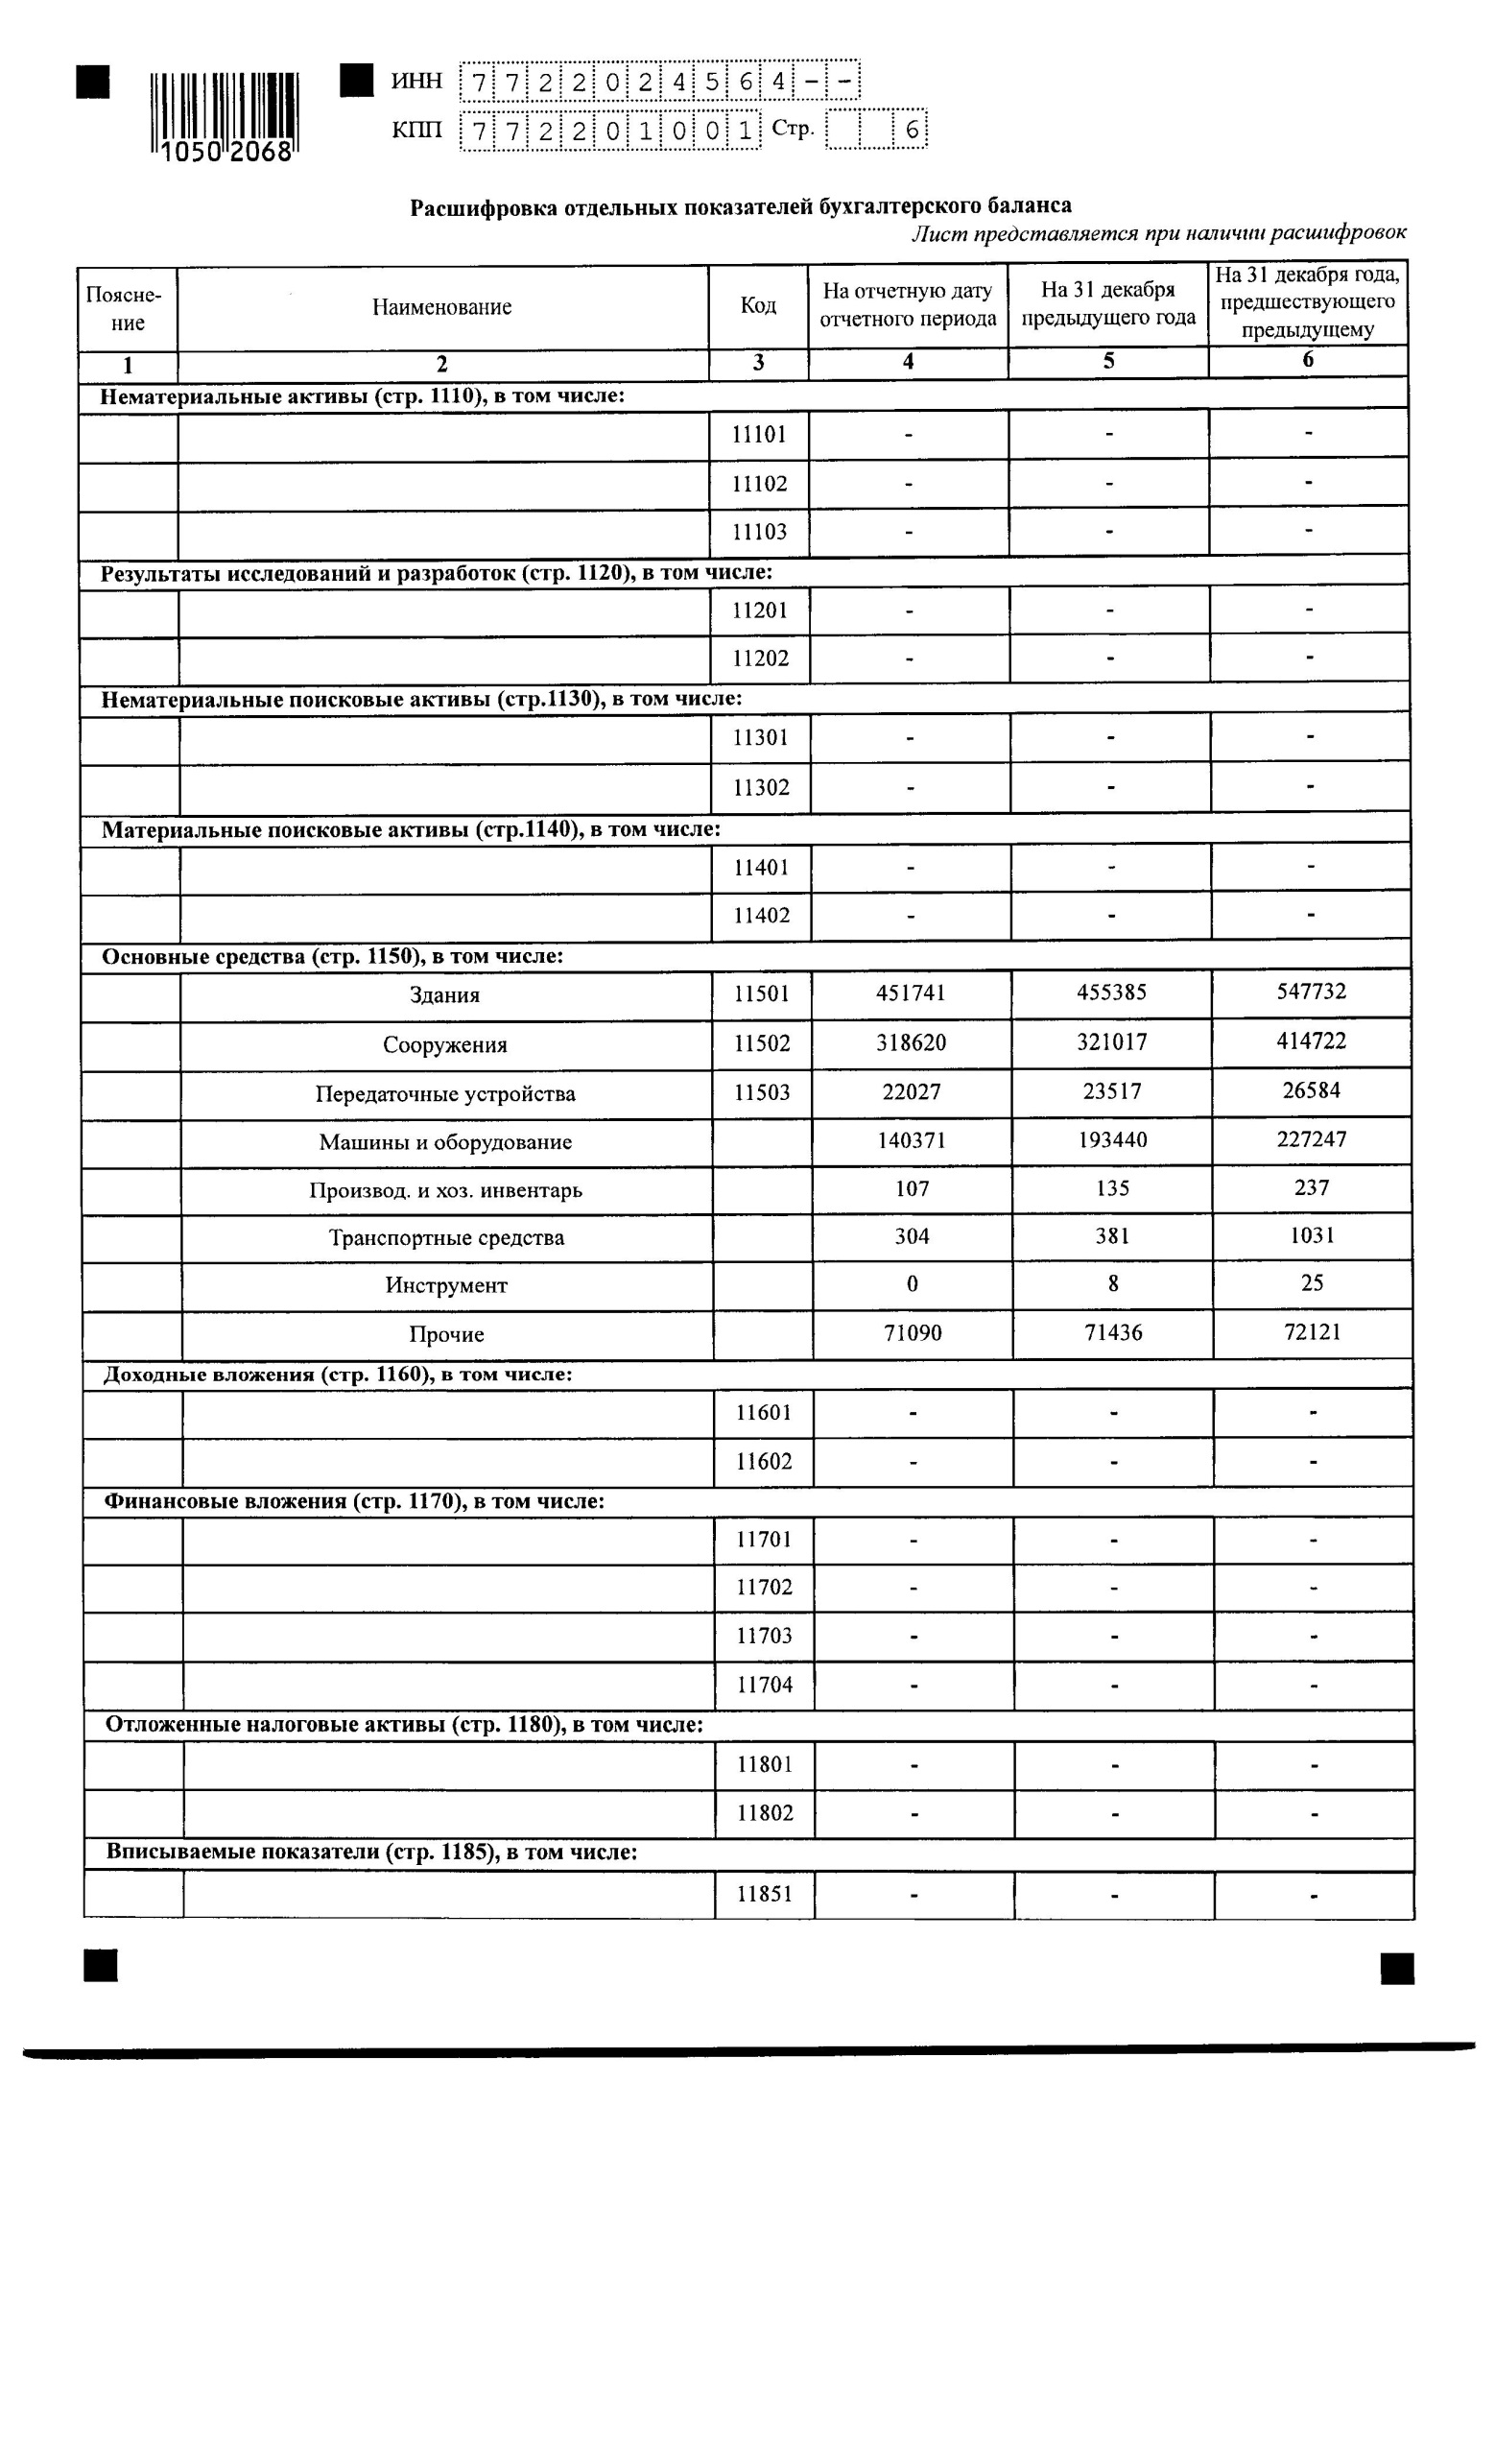 ИНН 7722024564--
КПП 772201001 Стр. 6
1050 2068
Расшифровка отдельных показателей бухгалтерского баланса
Лист представляется при наличии расшифровок
Поясне-ние Наименование Код На отчетную дату отчетного периода На 31 декабря предыдущего года На 31 декабря года, предшествующего предыдущему
1 2 3 4 5 6
Нематериальные активы (стр. 1110), в том числе:
11101 - - -
11102 - - -
11103 - - -
Результаты исследований и разработок (стр. 1120), в том числе:
11201 - - -
11202 - - -
Нематериальные поисковые активы (стр.1130), в том числе:
11301 - - -
11302 - - -
Материальные поисковые активы (стр.1140), в том числе:
11401 - - -
11402 - - -
Основные средства (стр. 1150), в том числе:
Здания 11501 451741 455385 547732
Сооружения 11502 318620 321017 414722
Передаточные устройства 11503 22027 23517 26584
Машины и оборудование 140371 193440 227247
Производ. и хоз. инвентарь 107 135 237
Транспортные средства 304 381 1031
Инструмент 0 8 25
Прочие 71090 71436 72121
Доходные вложения (стр. 1160), в том числе:
11601 - - -
11602 - - -
Финансовые вложения (стр. 1170), в том числе:
11701 - - -
11702 - - -
11703 - - -
11704 - - -
Отложенные налоговые активы (стр. 1180), в том числе:
11801 - - -
11802 - - -
Вписываемые показатели (стр. 1185), в том числе:
11851 - - -